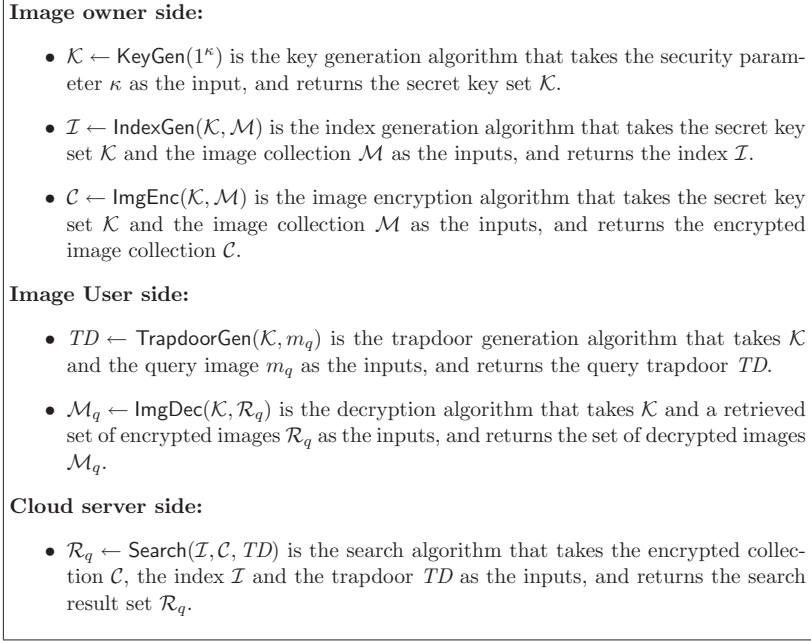 Image owner side:
• 𝒦 ← KeyGen(1^κ) is the key generation algorithm that takes the security param-
eter κ as the input, and returns the secret key set 𝒦.
• ℐ ← IndexGen(𝒦, ℳ) is the index generation algorithm that takes the secret key
set 𝒦 and the image collection ℳ as the inputs, and returns the index ℐ.
• 𝒞 ← ImgEnc(𝒦, ℳ) is the image encryption algorithm that takes the secret key
set 𝒦 and the image collection ℳ as the inputs, and returns the encrypted
image collection 𝒞.
Image User side:
• TD ← TrapdoorGen(𝒦, m_q) is the trapdoor generation algorithm that takes 𝒦
and the query image m_q as the inputs, and returns the query trapdoor TD.
• ℳ_q ← ImgDec(𝒦, ℛ_q) is the decryption algorithm that takes 𝒦 and a retrieved
set of encrypted images ℛ_q as the inputs, and returns the set of decrypted images
ℳ_q.
Cloud server side:
• ℛ_q ← Search(ℐ, 𝒞, TD) is the search algorithm that takes the encrypted collec-
tion 𝒞, the index ℐ and the trapdoor TD as the inputs, and returns the search
result set ℛ_q.